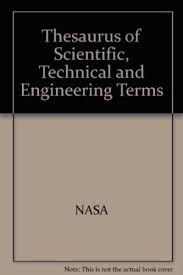 Thesaurus of
Scientific,
Technical and
Engineering Terms
NASA
Note: This is not the actual book cover